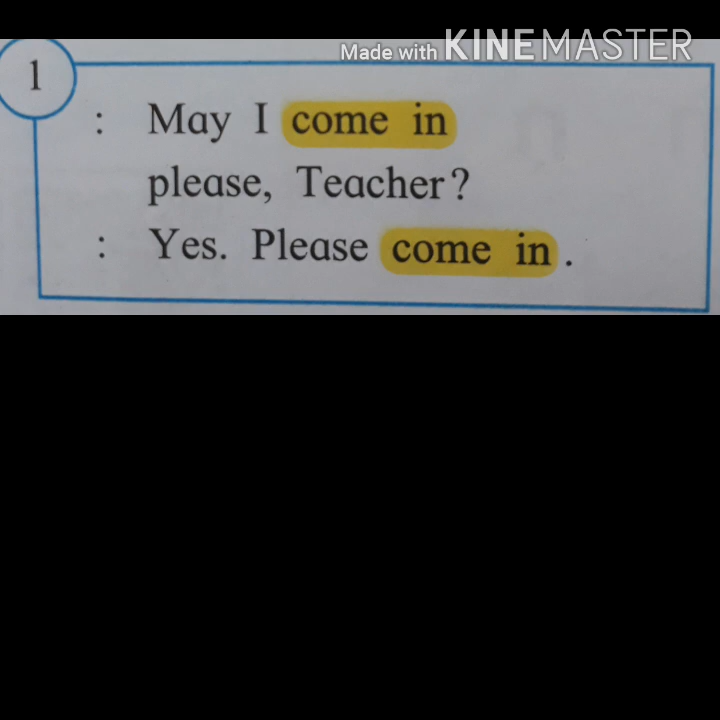 Made with KINEMASTER
1
: May I come in
please, Teacher?
: Yes. Please come in.